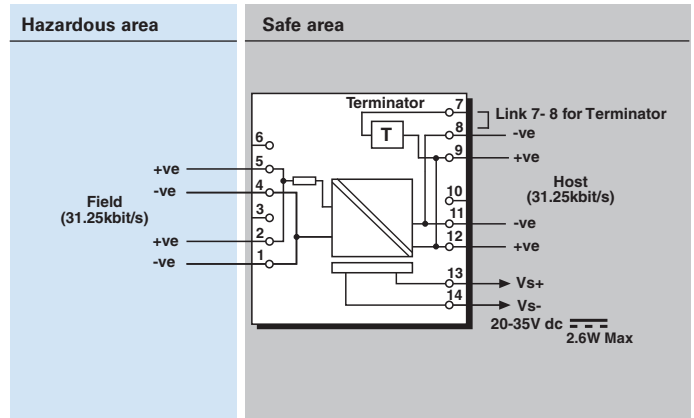 Hazardous area
Safe area
Terminator
7
Link 7- 8 for Terminator
T
8
-ve
6
9
+ve
+ve
5
-ve
4
10
Host
(31.25kbit/s)
Field
(31.25kbit/s)
3
11
-ve
+ve
2
12
+ve
-ve
1
13
Vs+
14
Vs-
20-35V dc
2.6W Max